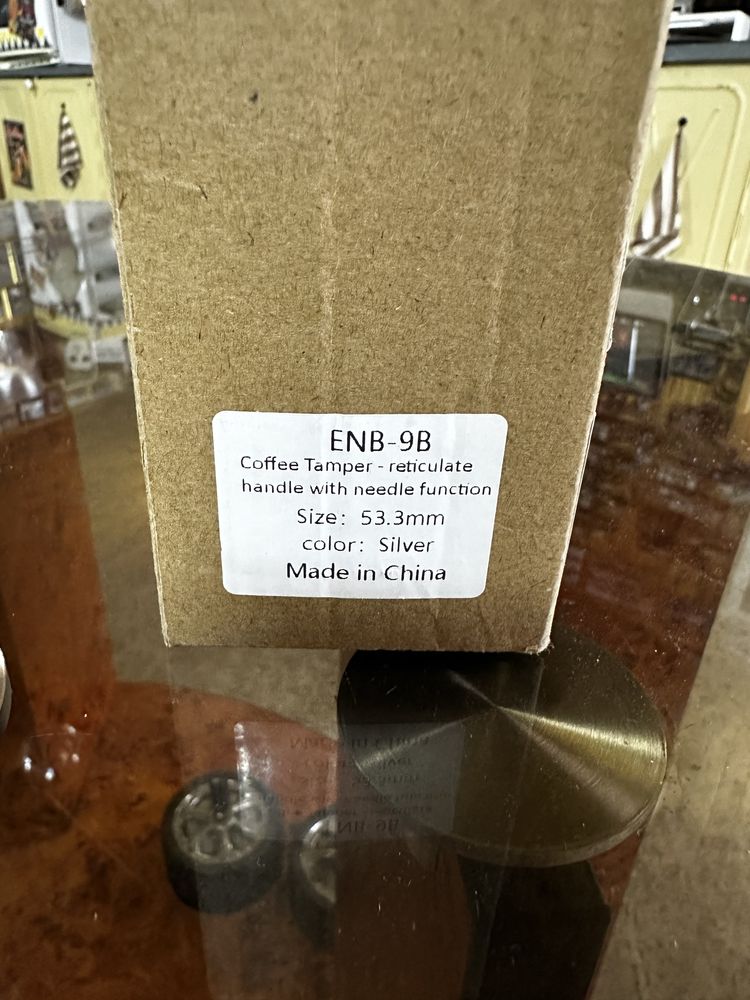 ENB-9B
Coffee Tamper - reticulate
handle with needle function
Size: 53.3mm
color: Silver
Made in China